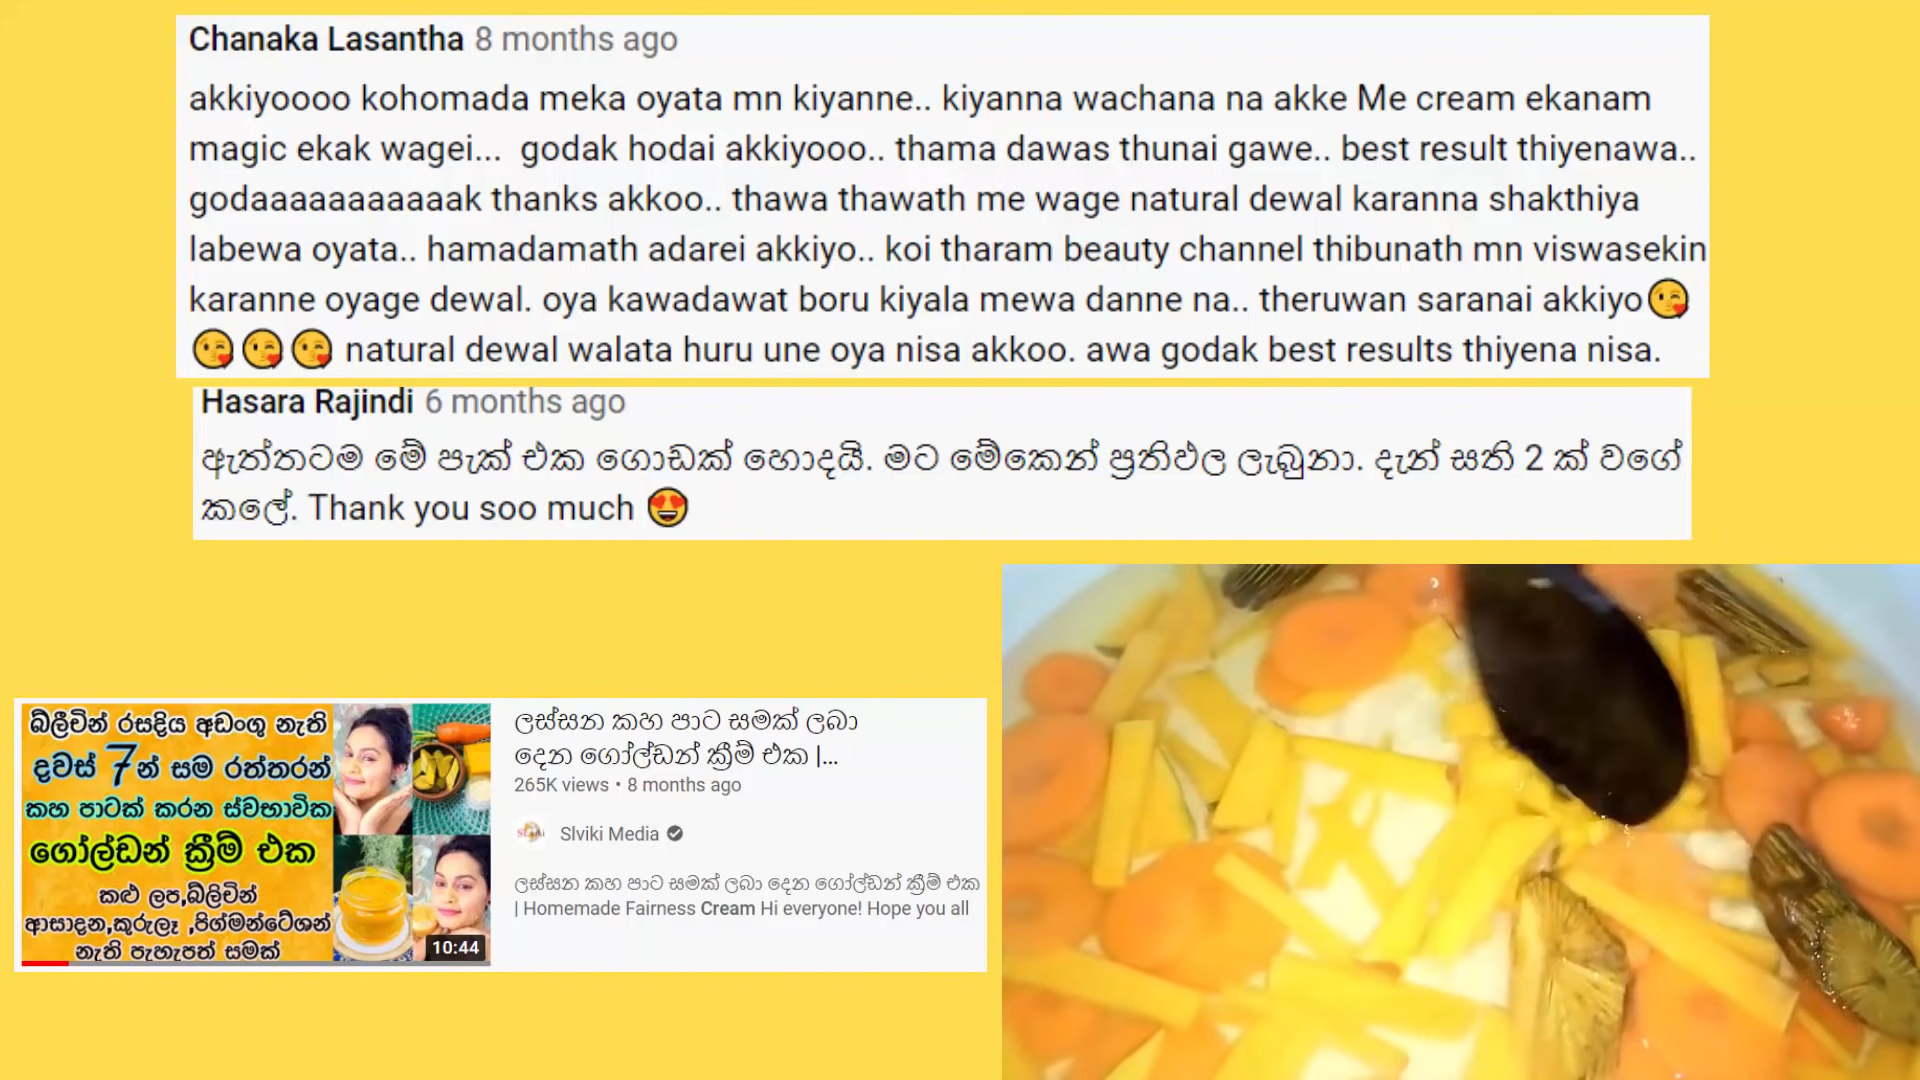 Chanaka Lasantha 8 months ago
akkiyoooo kohomada meka oyata mn kiyanne.. kiyanna wachana na akke Me cream ekanam
magic ekak wagei... godak hodai akkiyooo.. thama dawas thunai gawe.. best result thiyenawa..
godaaaaaaaaaaak thanks akkoo.. thawa thawath me wage natural dewal karanna shakthiya
labewa oyata.. hamadamath adarei akkiyo.. koi tharam beauty channel thibunath mn viswasekin
karanne oyage dewal. oya kawadawat boru kiyala mewa danne na.. theruwan saranai akkiyo😘
😘😘😘 natural dewal walata huru une oya nisa akkoo. awa godak best results thiyena nisa.
Hasara Rajindi 6 months ago
ඇත්තටම මේ පැක් එක ගොඩක් හොදයි. මට මේකෙන් ප්‍රතිඵල ලැබුනා. දැන් සති 2 ක් වගේ
කලේ. Thank you soo much 😍
බ්ලීචින් රසදිය අඩංගු නැති
දවස් 7න් සම රත්තරන්
කහ පාටක් කරන ස්වභාවික
ගෝල්ඩන් ක්‍රීම් එක
කළු ලප,බ්ලිචින්
ආසාදන,කුරුලෑ ,පිග්මන්ටේශන්
නැති පැහැපත් සමක්
10:44
ලස්සන කහ පාට සමක් ලබා
දෙන ගෝල්ඩන් ක්‍රීම් එක |...
265K views • 8 months ago
Slviki Media
ලස්සන කහ පාට සමක් ලබා දෙන ගෝල්ඩන් ක්‍රීම් එක
| Homemade Fairness Cream Hi everyone! Hope you all